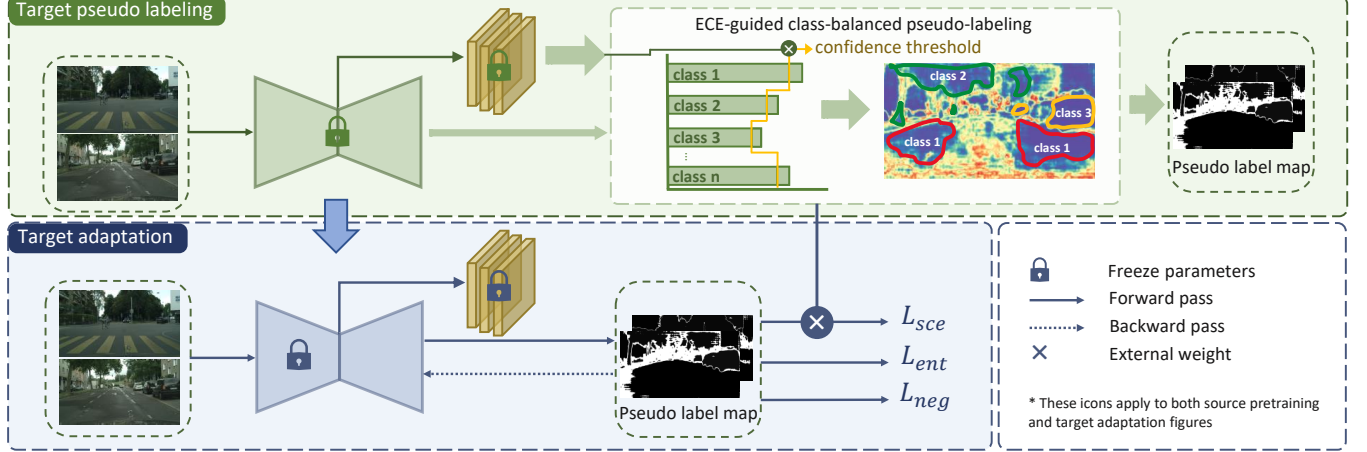 Target pseudo labeling
ECE-guided class-balanced pseudo-labeling
confidence threshold
class 1
class 2
class 3
...
class n
class 2
class 3
class 1
class 1
Pseudo label map
Target adaptation
Pseudo label map
L_sce
L_ent
L_neg
Freeze parameters
Forward pass
Backward pass
External weight
* These icons apply to both source pretraining
and target adaptation figures